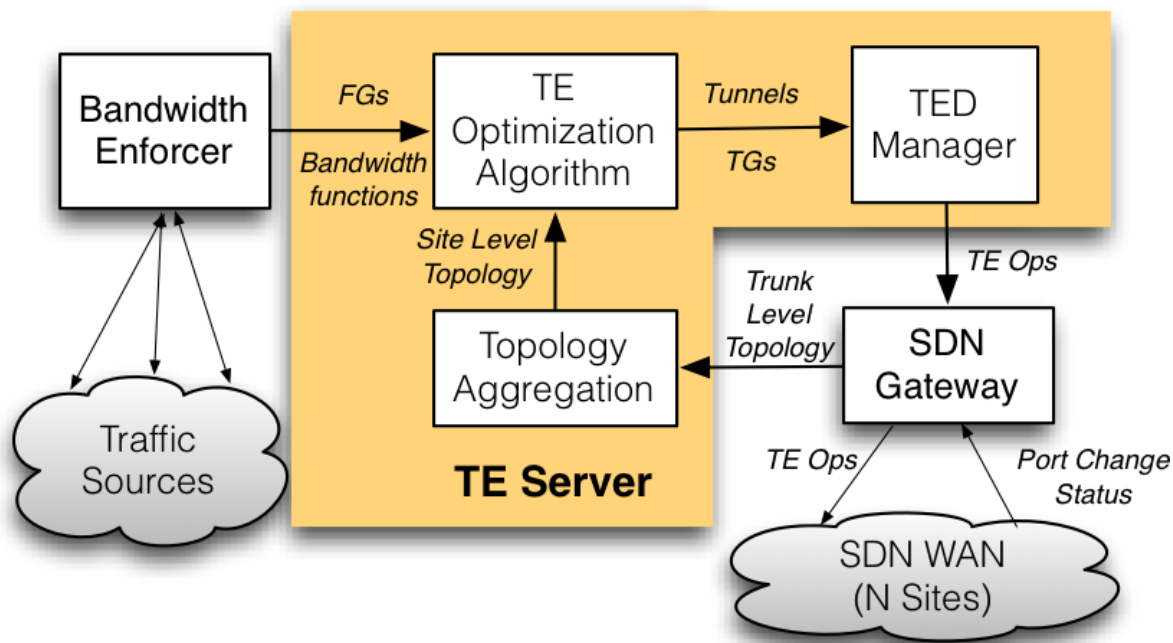 Bandwidth
Enforcer
FGs
Bandwidth
functions
TE
Optimization
Algorithm
Tunnels
TGs
TED
Manager
Site Level
Topology
TE Ops
Trunk
Level
Topology
Topology
Aggregation
SDN
Gateway
Traffic
Sources
TE Server
TE Ops
Port Change
Status
SDN WAN
(N Sites)